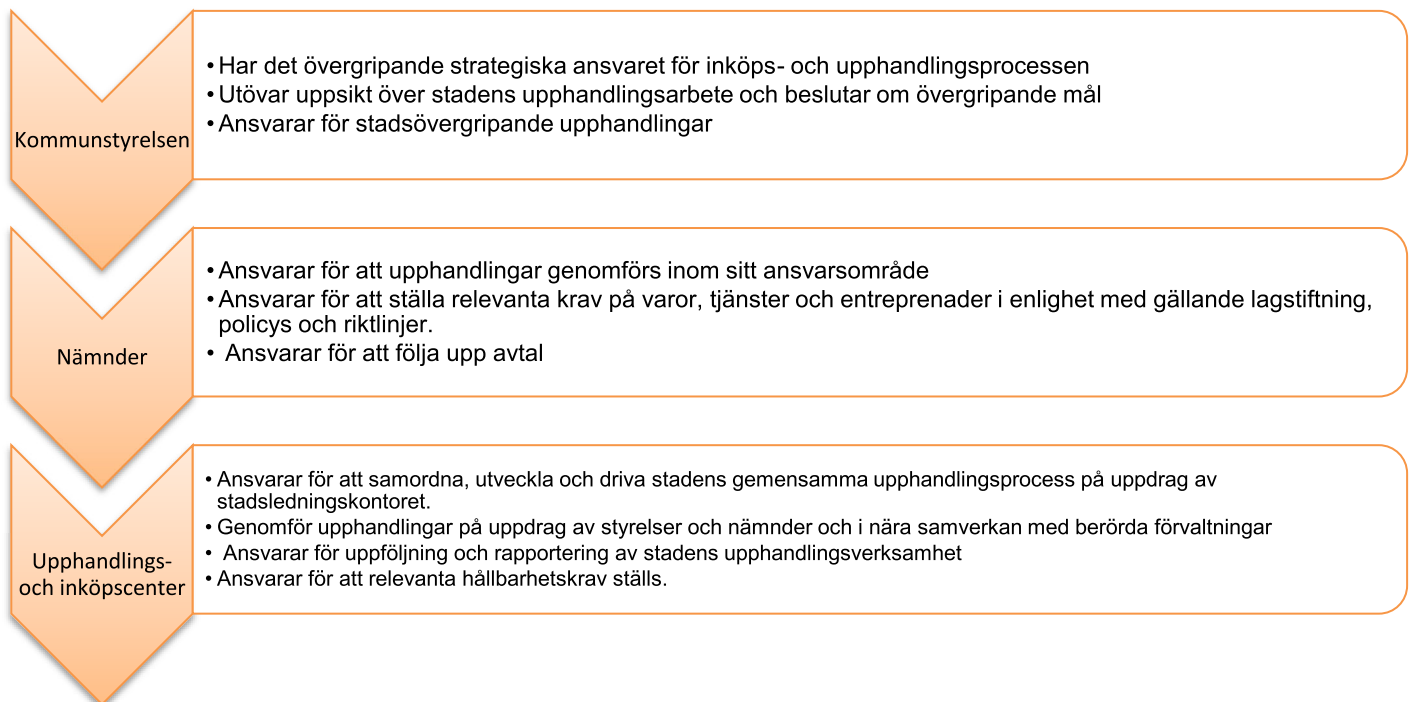 Kommunstyrelsen
• Har det övergripande strategiska ansvaret för inköps- och upphandlingsprocessen
• Utövar uppsikt över stadens upphandlingsarbete och beslutar om övergripande mål
• Ansvarar för stadsövergripande upphandlingar
Nämnder
• Ansvarar för att upphandlingar genomförs inom sitt ansvarsområde
• Ansvarar för att ställa relevanta krav på varor, tjänster och entreprenader i enlighet med gällande lagstiftning,
policys och riktlinjer.
• Ansvarar för att följa upp avtal
Upphandlings-
och inköpscenter
• Ansvarar för att samordna, utveckla och driva stadens gemensamma upphandlingsprocess på uppdrag av
stadsledningskontoret.
• Genomför upphandlingar på uppdrag av styrelser och nämnder och i nära samverkan med berörda förvaltningar
• Ansvarar för uppföljning och rapportering av stadens upphandlingsverksamhet
• Ansvarar för att relevanta hållbarhetskrav ställs.